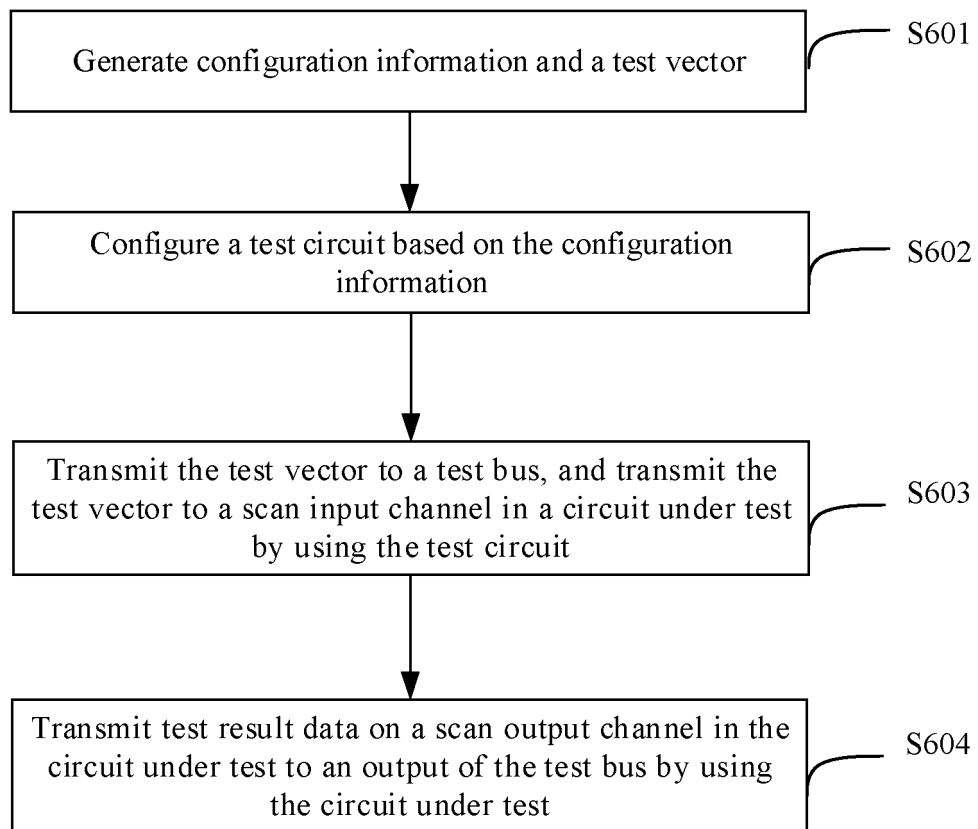 Generate configuration information and a test vector
S601
Configure a test circuit based on the configuration
information
S602
Transmit the test vector to a test bus, and transmit the
test vector to a scan input channel in a circuit under test
by using the test circuit
S603
Transmit test result data on a scan output channel in the
circuit under test to an output of the test bus by using
the circuit under test
S604